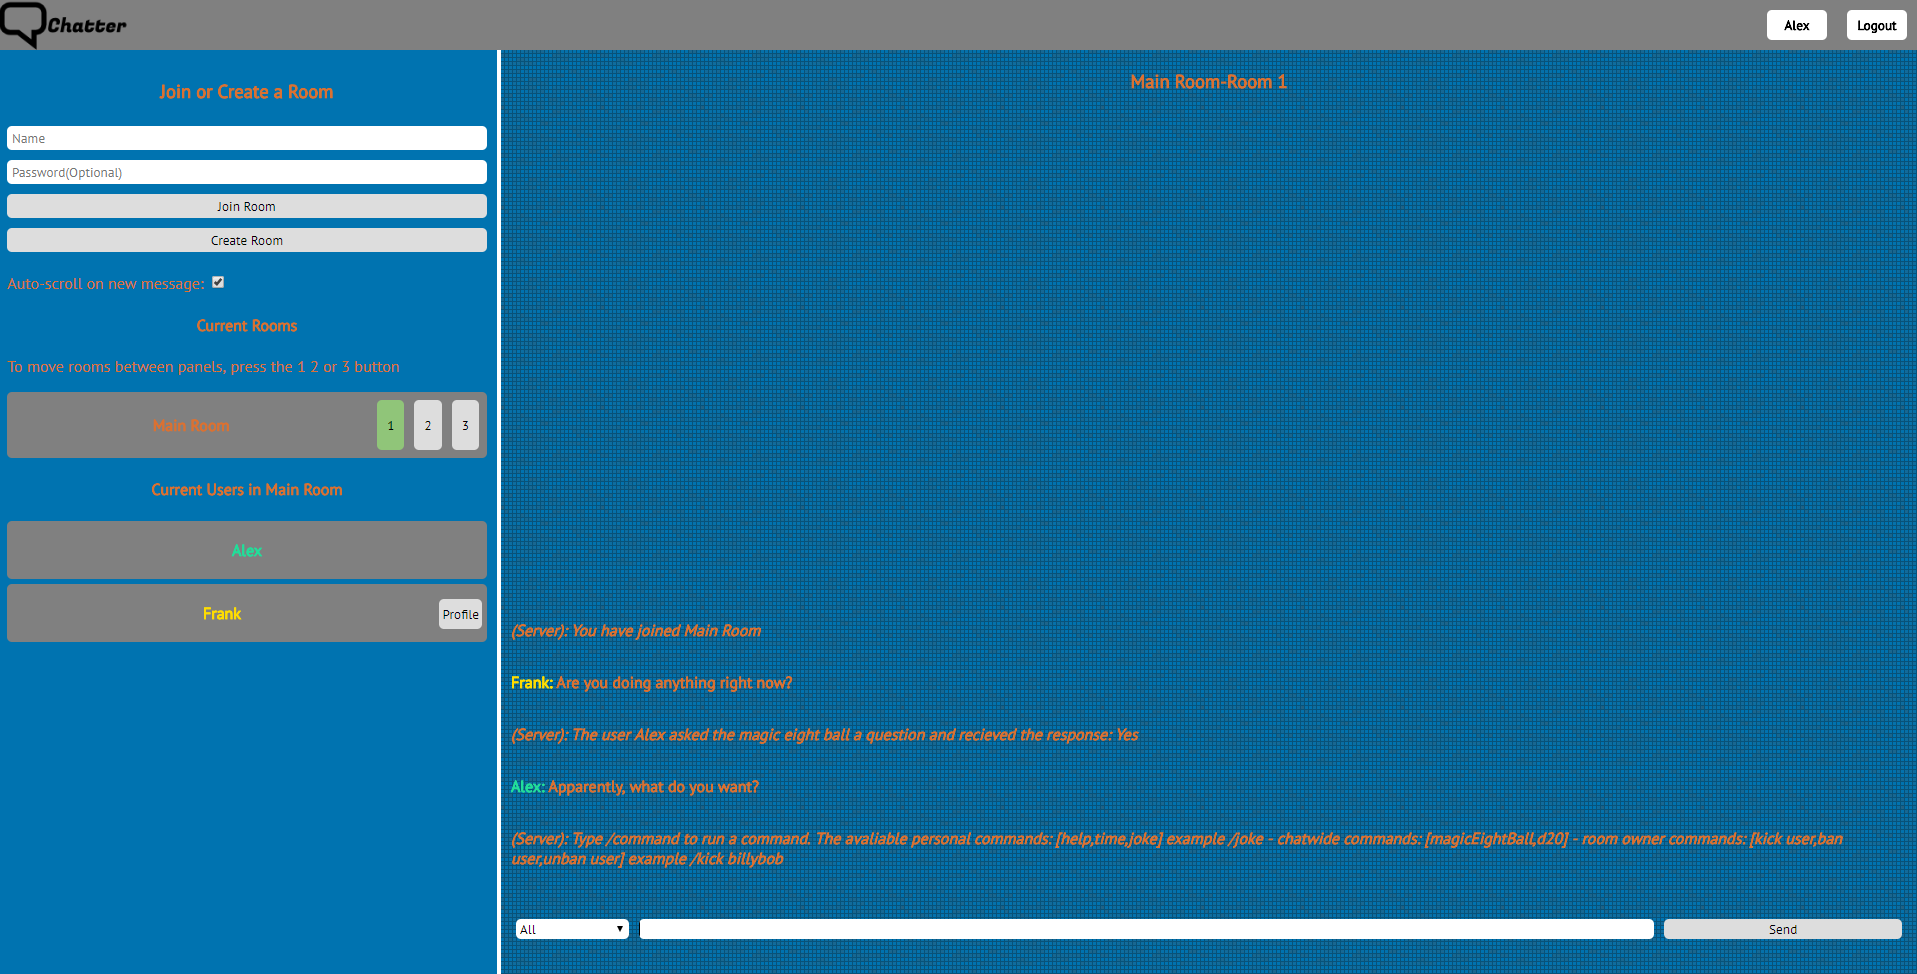 Chatter
Alex
Logout
Join or Create a Room
Name
Password(Optional)
Join Room
Create Room
Auto-scroll on new message:
Current Rooms
To move rooms between panels, press the 1 2 or 3 button
Main Room
1
2
3
Current Users in Main Room
Alex
Frank
Profile
Main Room-Room 1
(Server): You have joined Main Room
Frank: Are you doing anything right now?
(Server): The user Alex asked the magic eight ball a question and recieved the response: Yes
Alex: Apparently, what do you want?
(Server): Type /command to run a command. The avaliable personal commands: [help,time,joke] example /joke - chatwide commands: [magicEightBall,d20] - room owner commands: [kick user,ban
user,unban user] example /kick billybob
All
Send